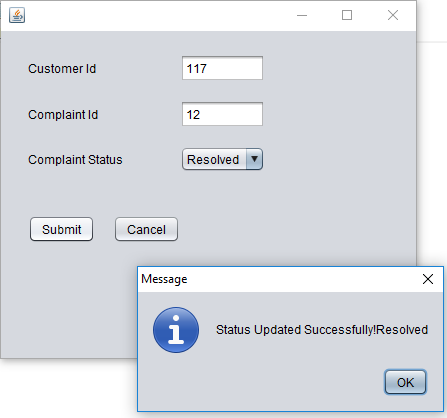 Customer Id
117
Complaint Id
12
Complaint Status
Resolved
Submit
Cancel
Message
Status Updated Successfully!Resolved
OK